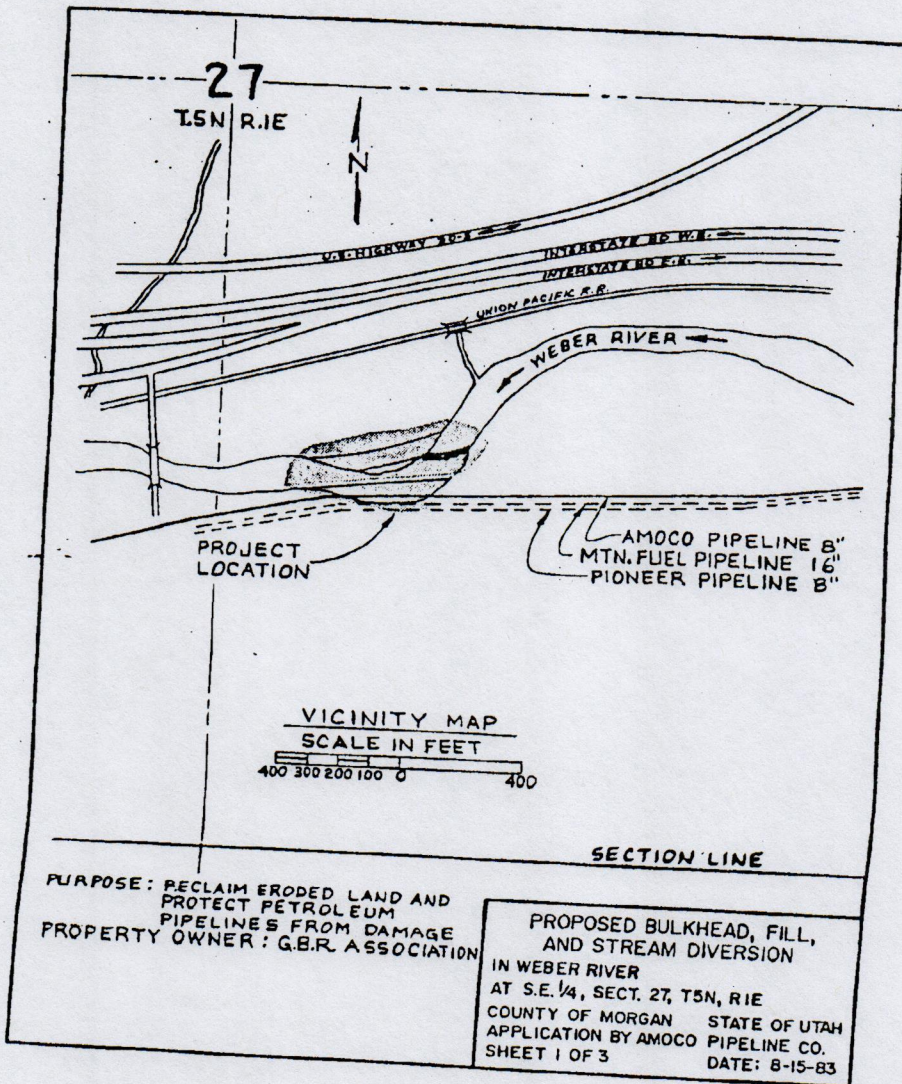 27
T.5N R.1E
N
U.S. HIGHWAY 30-S
INTERSTATE 80 W.B.
INTERSTATE 80 E.B.
UNION PACIFIC R.R.
WEBER RIVER
PROJECT
LOCATION
AMOCO PIPELINE 8"
MTN. FUEL PIPELINE 16"
PIONEER PIPELINE 8"
VICINITY MAP
SCALE IN FEET
400 300 200 100 0 400
SECTION LINE
PURPOSE: RECLAIM ERODED LAND AND
PROTECT PETROLEUM
PIPELINES FROM DAMAGE
PROPERTY OWNER: G.B.R. ASSOCIATION
PROPOSED BULKHEAD, FILL,
AND STREAM DIVERSION
IN WEBER RIVER
AT S.E. 1/4, SECT. 27, T5N, R1E
COUNTY OF MORGAN STATE OF UTAH
APPLICATION BY AMOCO PIPELINE CO.
SHEET 1 OF 3 DATE: 8-15-83